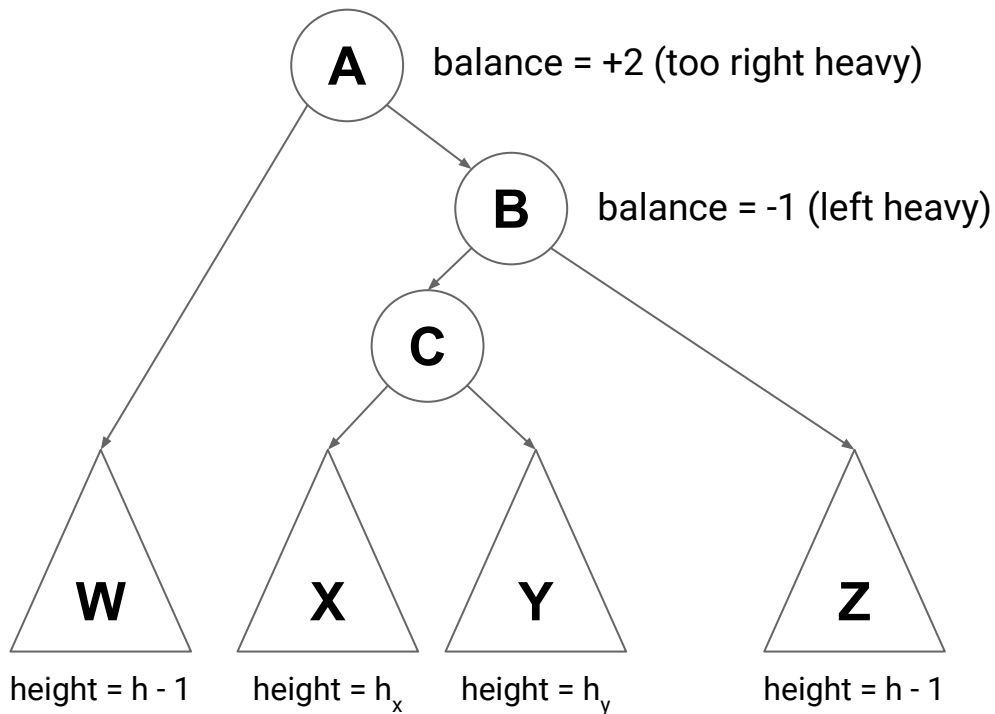 A
balance = +2 (too right heavy)
B
balance = -1 (left heavy)
C
W
X
Y
Z
height = h - 1
height = hx
height = hy
height = h - 1